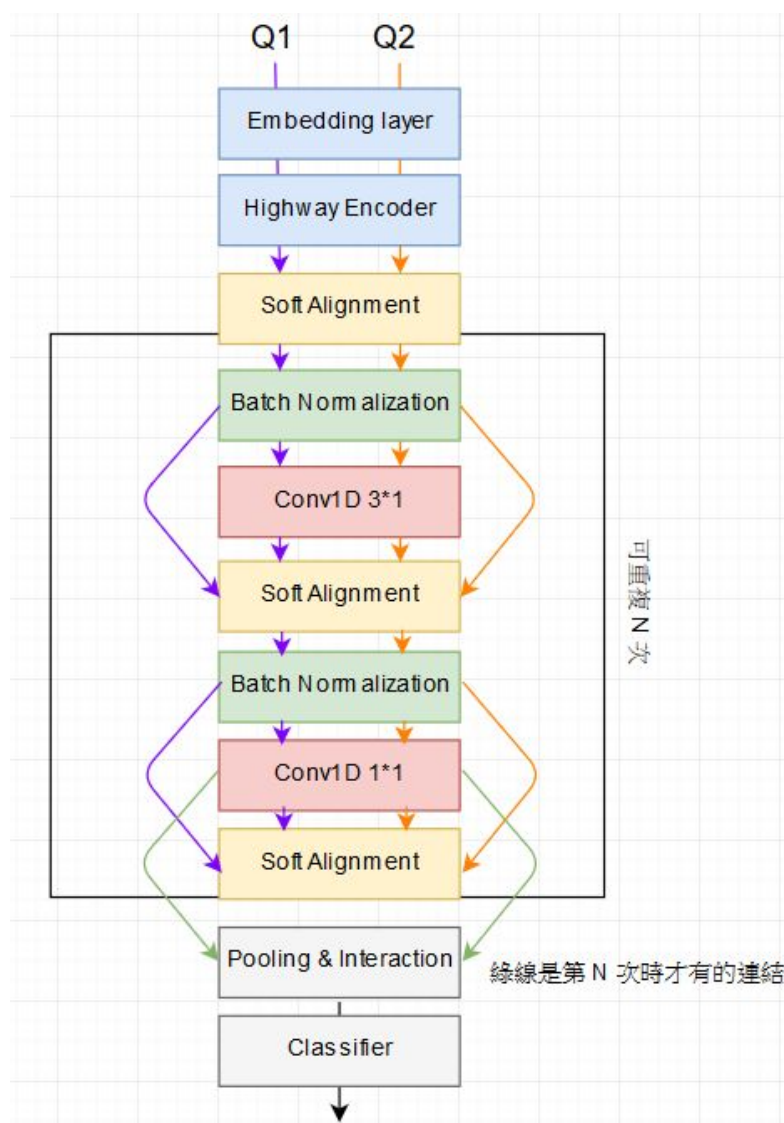 Q1 Q2
Embedding layer
Highway Encoder
Soft Alignment
Batch Normalization
Conv1D 3*1
Soft Alignment
Batch Normalization
Conv1D 1*1
Soft Alignment
可重複 N 次
Pooling & Interaction
綠線是第 N 次時才有的連結
Classifier